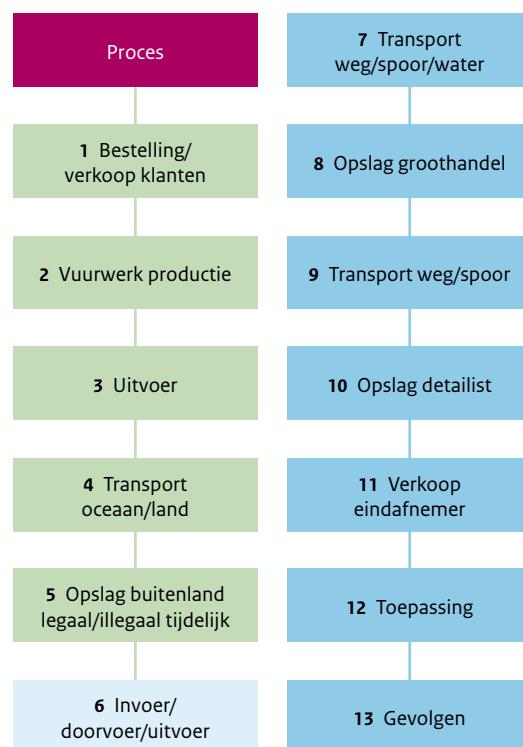 Proces
1 Bestelling/
verkoop klanten
2 Vuurwerk productie
3 Uitvoer
4 Transport
oceaan/land
5 Opslag buitenland
legaal/illegaal tijdelijk
6 Invoer/
doorvoer/uitvoer
7 Transport
weg/spoor/water
8 Opslag groothandel
9 Transport weg/spoor
10 Opslag detailist
11 Verkoop
eindafnemer
12 Toepassing
13 Gevolgen